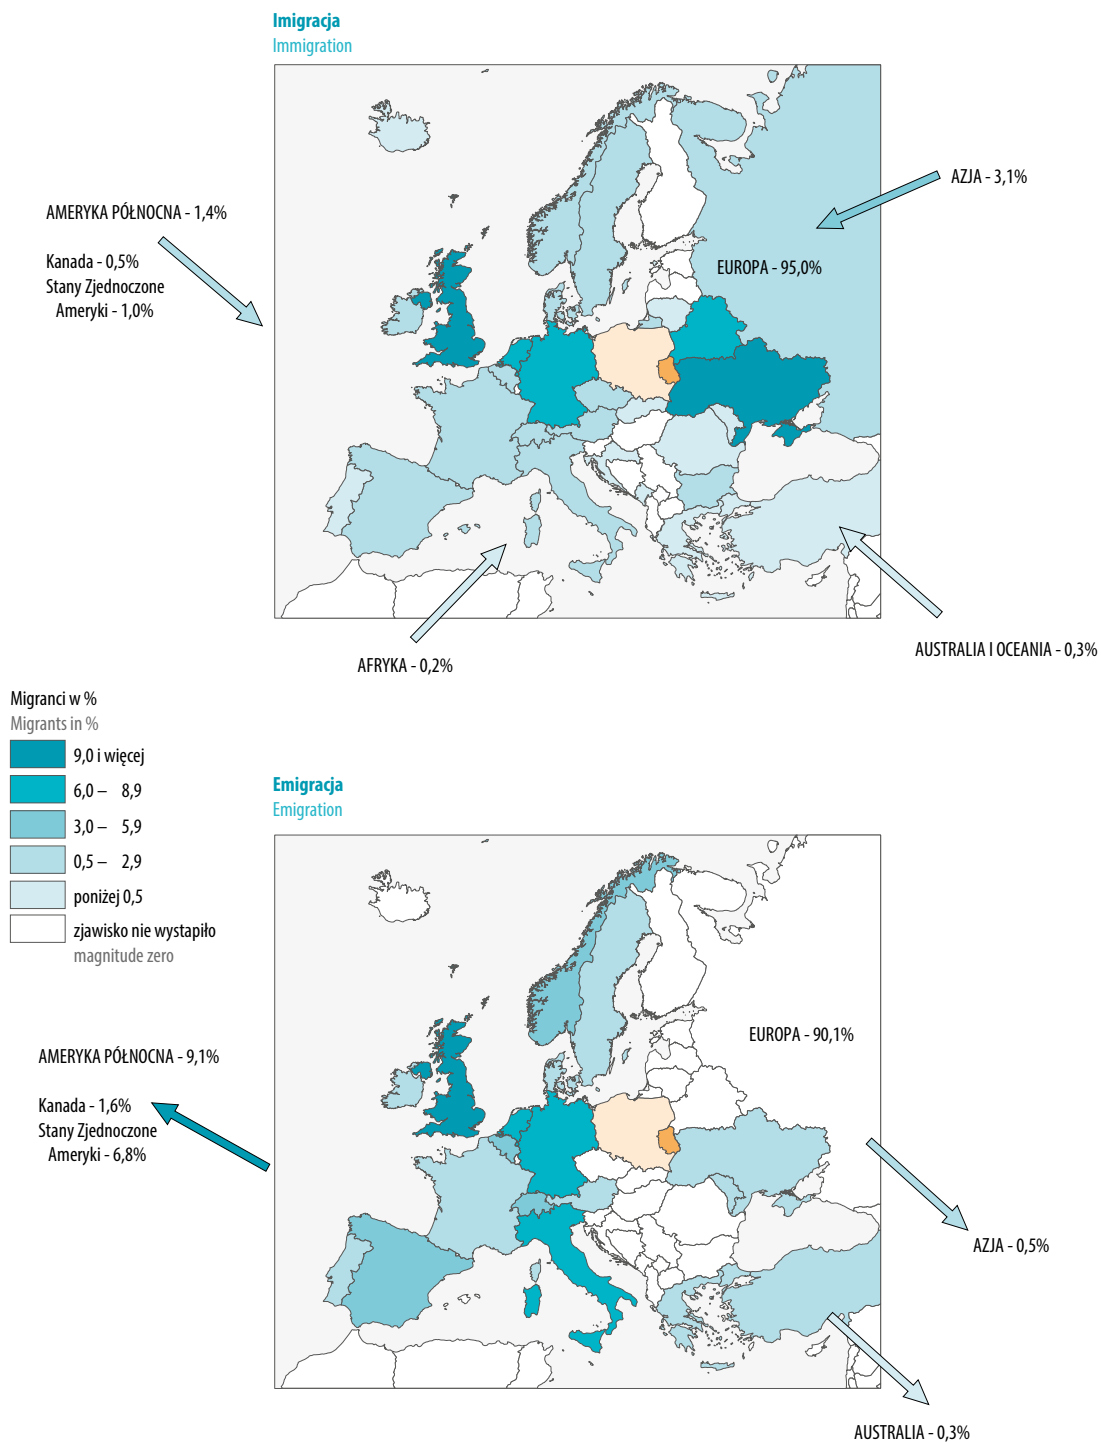 Imigracja
Immigration
AZJA - 3,1%
AMERYKA PÓŁNOCNA - 1,4%
Kanada - 0,5%
Stany Zjednoczone
Ameryki - 1,0%
EUROPA - 95,0%
AUSTRALIA I OCEANIA - 0,3%
AFRYKA - 0,2%
Migranci w %
Migrants in %
9,0 i więcej
6,0 – 8,9
3,0 – 5,9
0,5 – 2,9
poniżej 0,5
zjawisko nie wystapiło
magnitude zero
Emigracja
Emigration
EUROPA - 90,1%
AMERYKA PÓŁNOCNA - 9,1%
Kanada - 1,6%
Stany Zjednoczone
Ameryki - 6,8%
AZJA - 0,5%
AUSTRALIA - 0,3%